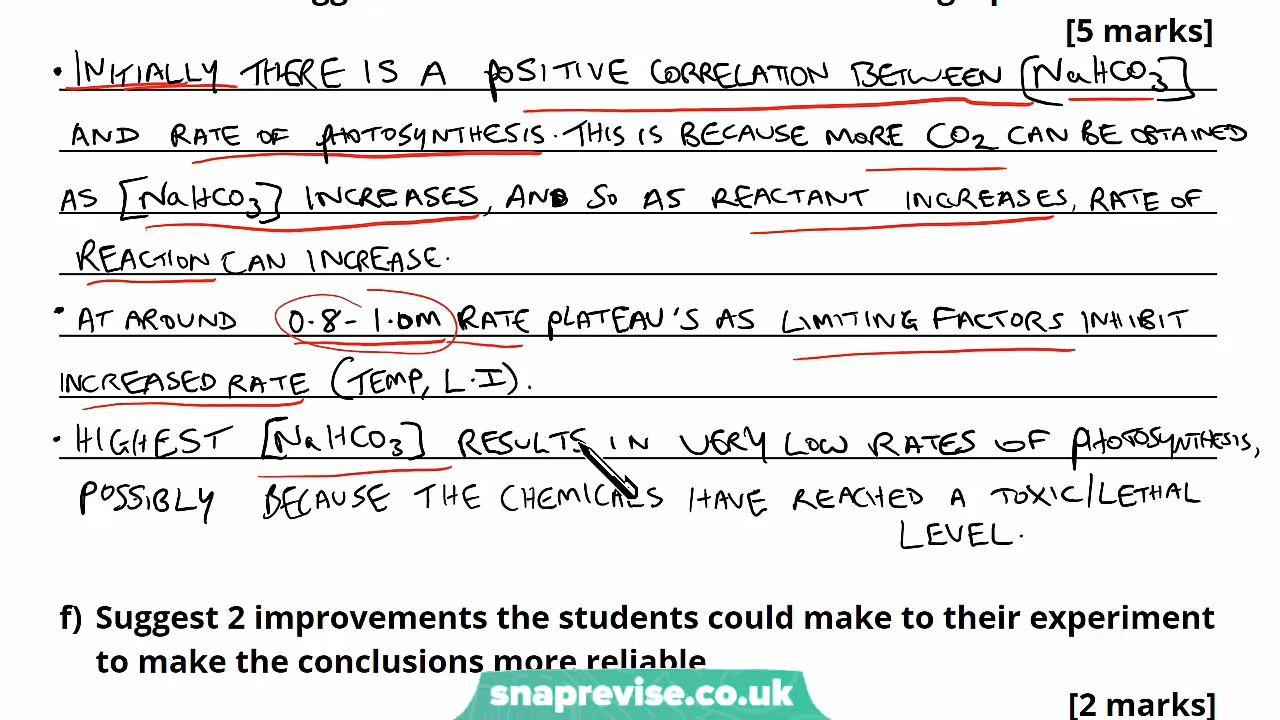 [5 marks]
• INITIALLY THERE IS A POSITIVE CORRELATION BETWEEN [NaHCO3]
AND RATE OF PHOTOSYNTHESIS. THIS IS BECAUSE MORE CO2 CAN BE OBTAINED
AS [NaHCO3] INCREASES, AND SO AS REACTANT INCREASES, RATE OF
REACTION CAN INCREASE.
• AT AROUND 0.8-1.0M RATE PLATEAU'S AS LIMITING FACTORS INHIBIT
INCREASED RATE (TEMP, L.I).
• HIGHEST [NaHCO3] RESULTS IN VERY LOW RATES OF PHOTOSYNTHESIS,
POSSIBLY BECAUSE THE CHEMICALS HAVE REACHED A TOXIC/LETHAL
LEVEL.
f) Suggest 2 improvements the students could make to their experiment
to make the conclusions more reliable
snaprevise.co.uk
[2 marks]